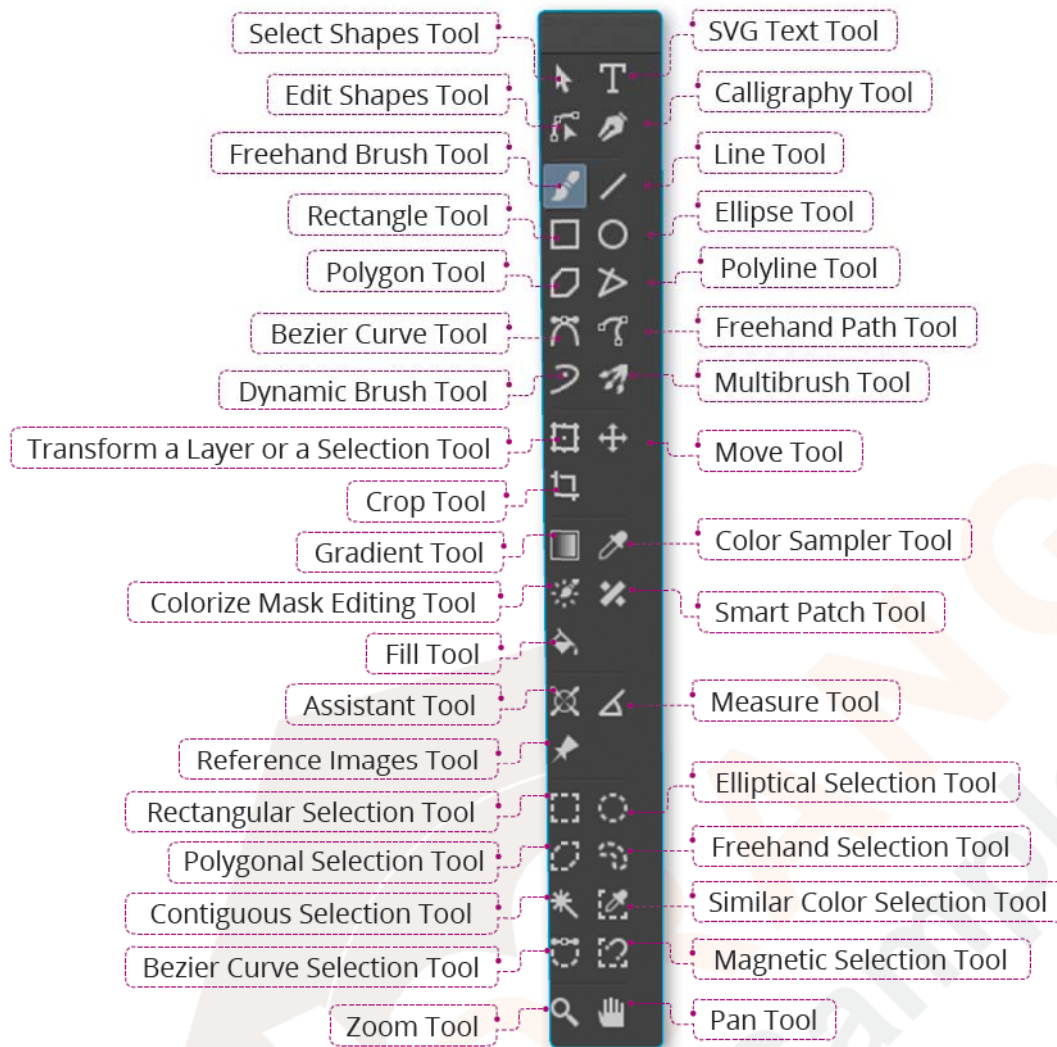 Select Shapes Tool
SVG Text Tool
Edit Shapes Tool
Calligraphy Tool
Freehand Brush Tool
Line Tool
Rectangle Tool
Ellipse Tool
Polygon Tool
Polyline Tool
Bezier Curve Tool
Freehand Path Tool
Dynamic Brush Tool
Multibrush Tool
Transform a Layer or a Selection Tool
Move Tool
Crop Tool
Gradient Tool
Color Sampler Tool
Colorize Mask Editing Tool
Smart Patch Tool
Fill Tool
Assistant Tool
Measure Tool
Reference Images Tool
Rectangular Selection Tool
Elliptical Selection Tool
Polygonal Selection Tool
Freehand Selection Tool
Contiguous Selection Tool
Similar Color Selection Tool
Bezier Curve Selection Tool
Magnetic Selection Tool
Zoom Tool
Pan Tool